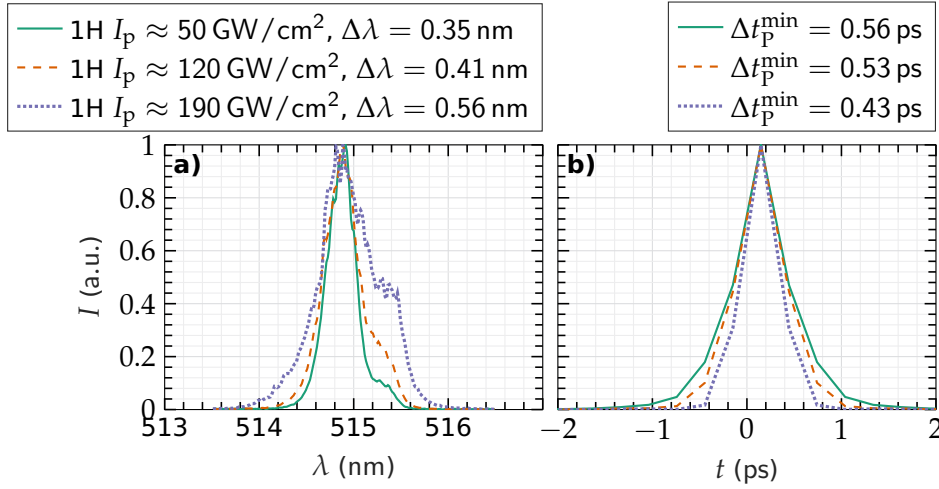 1H Ip ≈ 50 GW/cm², Δλ = 0.35 nm
1H Ip ≈ 120 GW/cm², Δλ = 0.41 nm
1H Ip ≈ 190 GW/cm², Δλ = 0.56 nm
Δt_P^min = 0.56 ps
Δt_P^min = 0.53 ps
Δt_P^min = 0.43 ps
a)
1
0.8
0.6
0.4
0.2
0
I (a.u.)
513 514 515 516
λ (nm)
b)
−2 −1 0 1 2
t (ps)